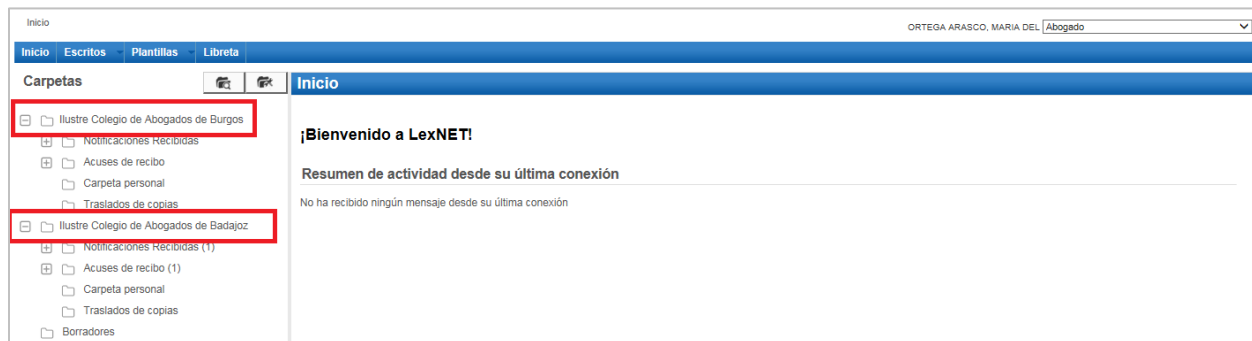 Inicio
ORTEGA ARASCO, MARIA DEL Abogado
Inicio Escritos Plantillas Libreta
Carpetas
Inicio
Ilustre Colegio de Abogados de Burgos
Notificaciones Recibidas
Acuses de recibo
Carpeta personal
Traslados de copias
Ilustre Colegio de Abogados de Badajoz
Notificaciones Recibidas (1)
Acuses de recibo (1)
Carpeta personal
Traslados de copias
Borradores
¡Bienvenido a LexNET!
Resumen de actividad desde su última conexión
No ha recibido ningún mensaje desde su última conexión